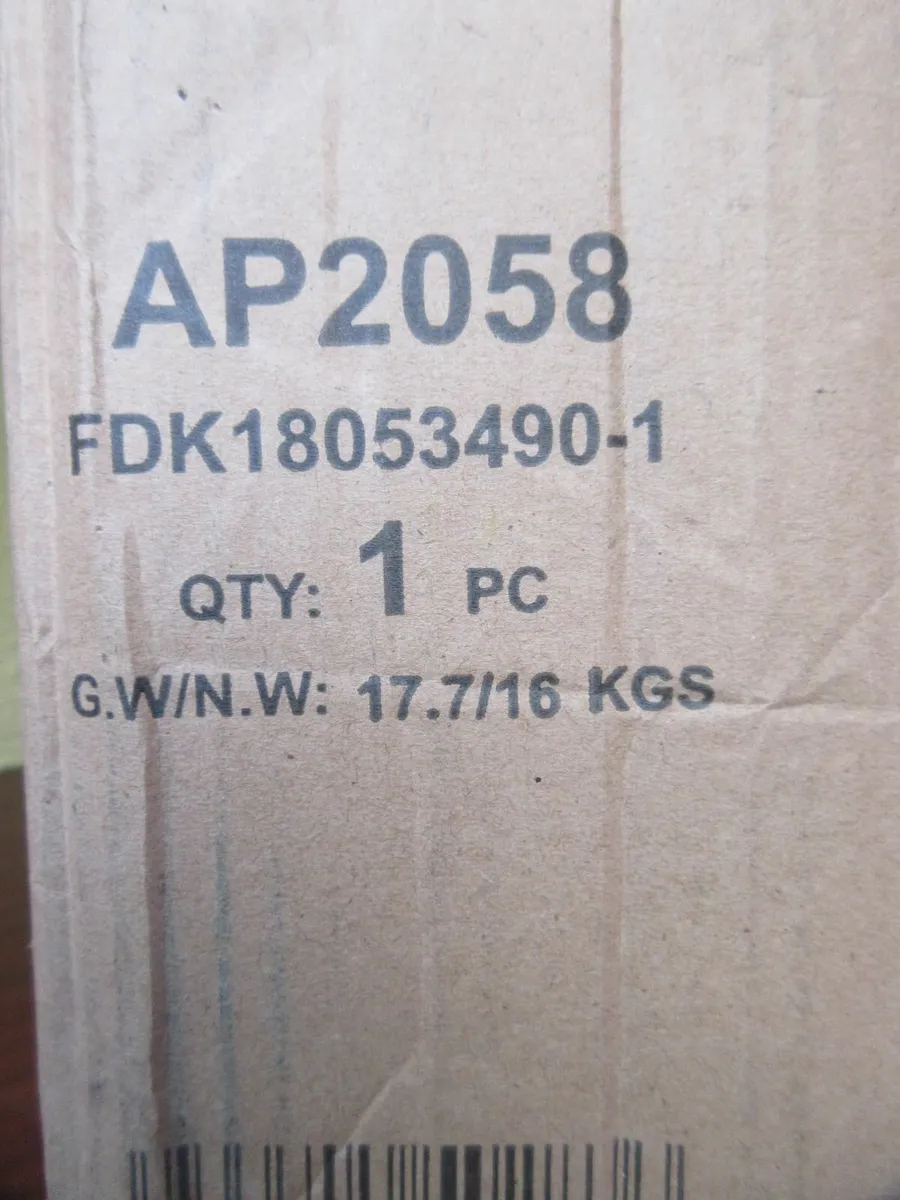 AP2058
FDK18053490-1
QTY: 1 PC
G.W/N.W: 17.7/16 KGS